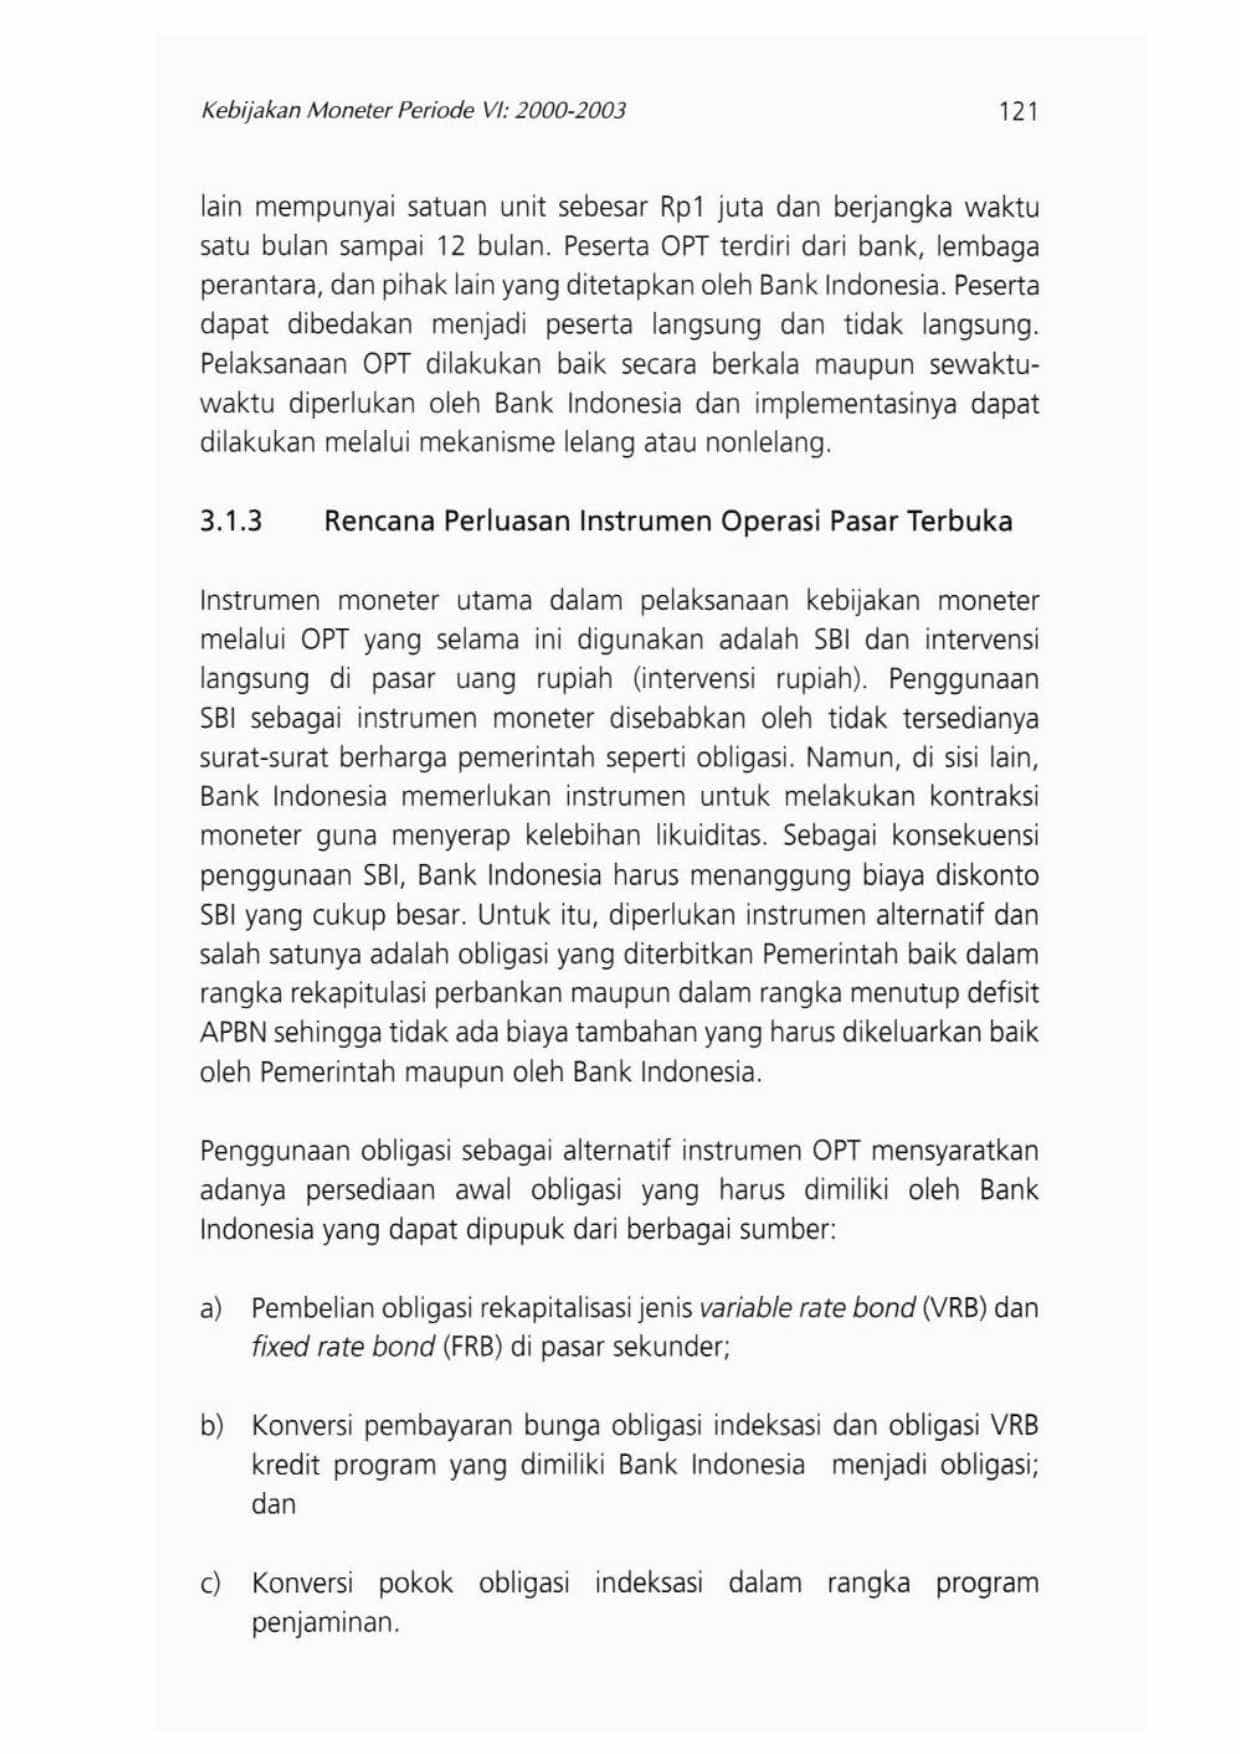 Kebijakan Moneter Periode VI: 2000-2003 121
lain mempunyai satuan unit sebesar Rp1 juta dan berjangka waktu
satu bulan sampai 12 bulan. Peserta OPT terdiri dari bank, lembaga
perantara, dan pihak lain yang ditetapkan oleh Bank Indonesia. Peserta
dapat dibedakan menjadi peserta langsung dan tidak langsung.
Pelaksanaan OPT dilakukan baik secara berkala maupun sewaktu-
waktu diperlukan oleh Bank Indonesia dan implementasinya dapat
dilakukan melalui mekanisme lelang atau nonlelang.
3.1.3 Rencana Perluasan Instrumen Operasi Pasar Terbuka
Instrumen moneter utama dalam pelaksanaan kebijakan moneter
melalui OPT yang selama ini digunakan adalah SBI dan intervensi
langsung di pasar uang rupiah (intervensi rupiah). Penggunaan
SBI sebagai instrumen moneter disebabkan oleh tidak tersedianya
surat-surat berharga pemerintah seperti obligasi. Namun, di sisi lain,
Bank Indonesia memerlukan instrumen untuk melakukan kontraksi
moneter guna menyerap kelebihan likuiditas. Sebagai konsekuensi
penggunaan SBI, Bank Indonesia harus menanggung biaya diskonto
SBI yang cukup besar. Untuk itu, diperlukan instrumen alternatif dan
salah satunya adalah obligasi yang diterbitkan Pemerintah baik dalam
rangka rekapitulasi perbankan maupun dalam rangka menutup defisit
APBN sehingga tidak ada biaya tambahan yang harus dikeluarkan baik
oleh Pemerintah maupun oleh Bank Indonesia.
Penggunaan obligasi sebagai alternatif instrumen OPT mensyaratkan
adanya persediaan awal obligasi yang harus dimiliki oleh Bank
Indonesia yang dapat dipupuk dari berbagai sumber:
a) Pembelian obligasi rekapitalisasi jenis variable rate bond (VRB) dan
fixed rate bond (FRB) di pasar sekunder;
b) Konversi pembayaran bunga obligasi indeksasi dan obligasi VRB
kredit program yang dimiliki Bank Indonesia menjadi obligasi;
dan
c) Konversi pokok obligasi indeksasi dalam rangka program
penjaminan.